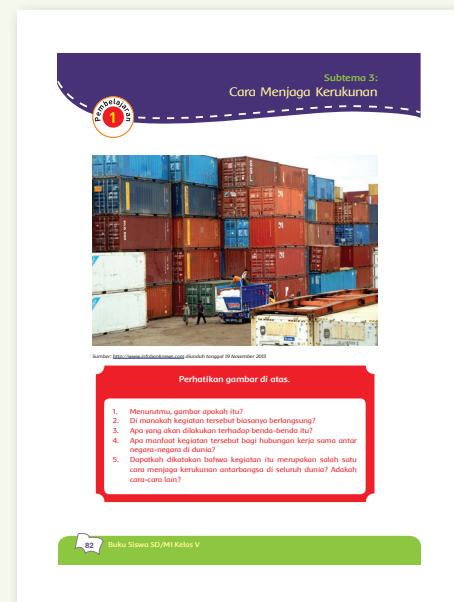 Subtema 3:
Cara Menjaga Kerukunan
Pembelajaran
1
Sumber: http://www.infobanknews.com diunduh tanggal 19 November 2013
Perhatikan gambar di atas.
1. Menurutmu, gambar apakah itu?
2. Di manakah kegiatan tersebut biasanya berlangsung?
3. Apa yang akan dilakukan terhadap benda-benda itu?
4. Apa manfaat kegiatan tersebut bagi hubungan kerja sama antar
negara-negara di dunia?
5. Dapatkah dikatakan bahwa kegiatan itu merupakan salah satu
cara menjaga kerukunan antarbangsa di seluruh dunia? Adakah
cara-cara lain?
82
Buku Siswa SD/MI Kelas V